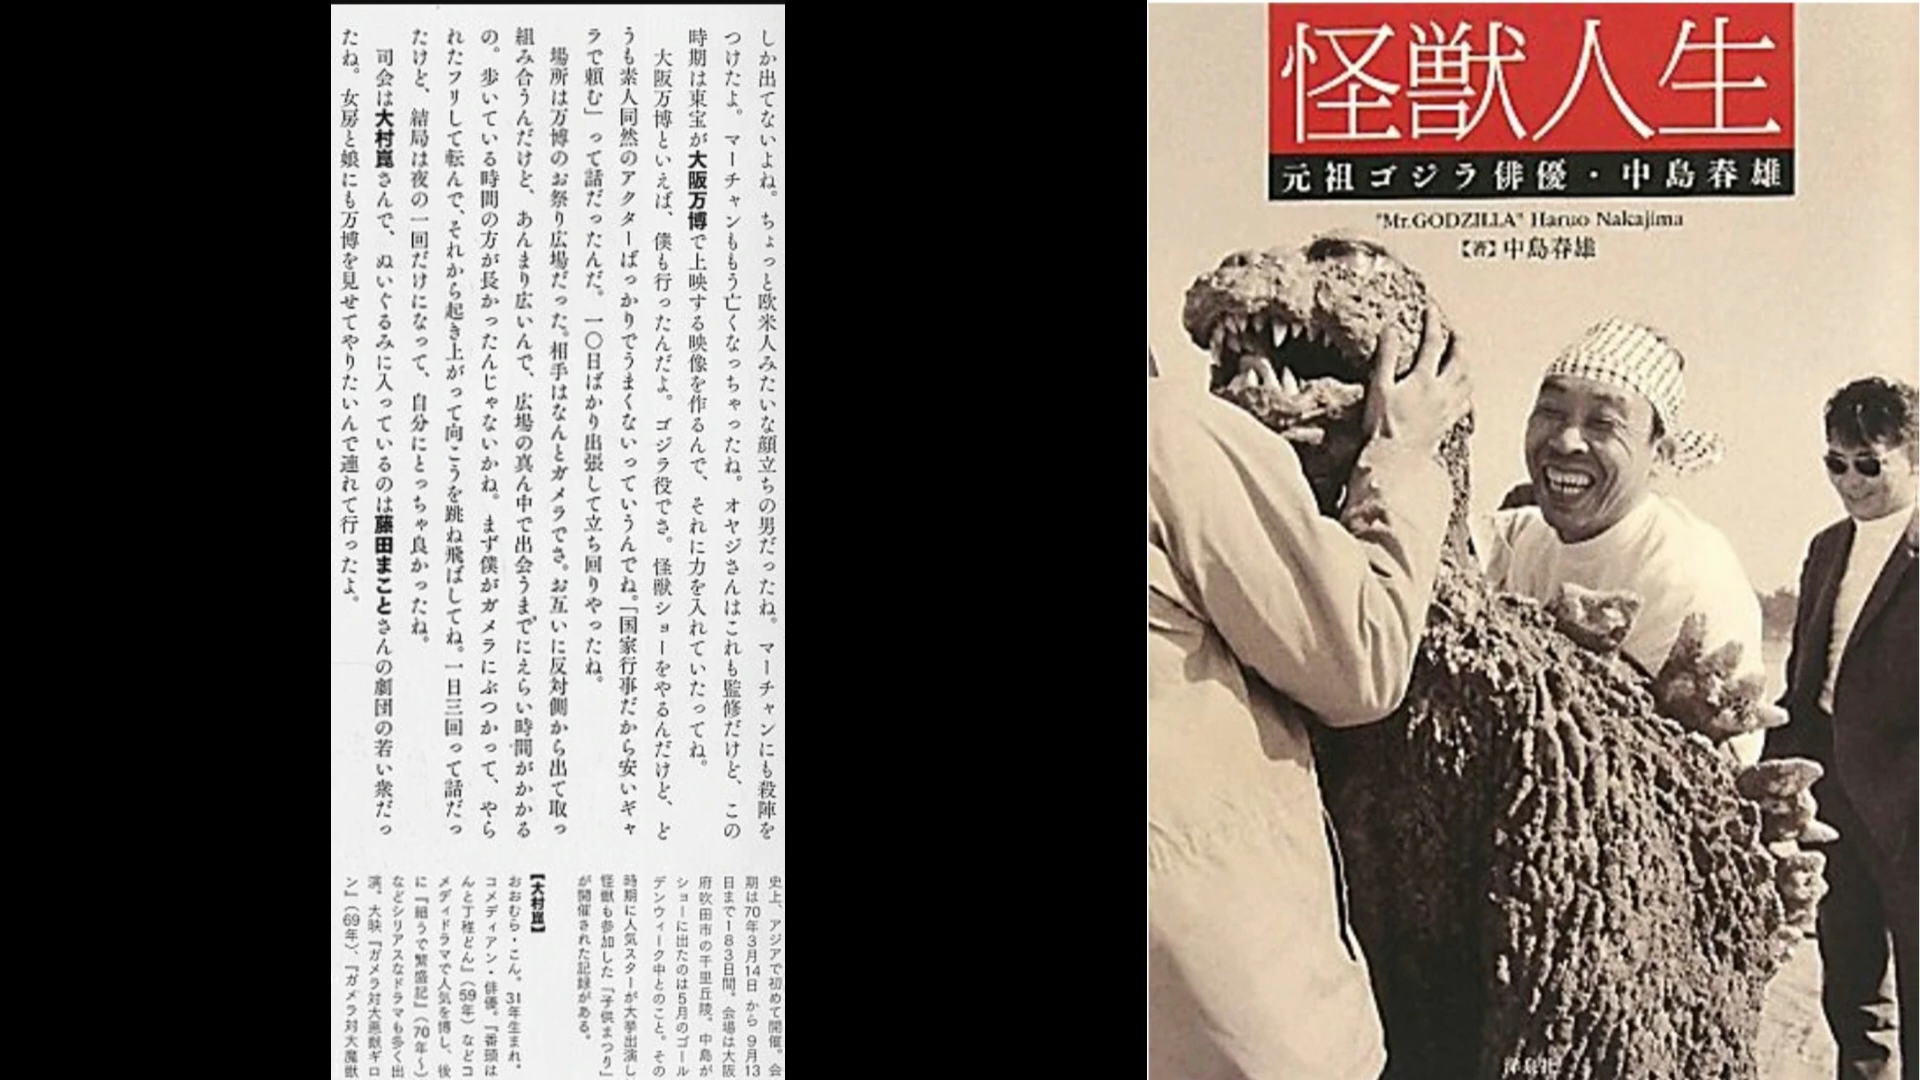 しか出てないよね。ちょっと欧米人みたいな顔立ちの男だったね。マーチャンにも殺陣を
つけたよ。マーチャンももう亡くなっちゃったね。オヤジさんはこれも監修だけど、この
時期は東宝が大阪万博で上映する映像を作るんで、それに力を入れていたってね。
大阪万博といえば、僕も行ったんだよ。ゴジラ役でさ。怪獣ショーをやるんだけど、ど
うも素人同然のアクターばっかりでうまくないっていうんでね。「国家行事だから安いギャ
ラで頼む」って話だったんだ。一〇日ばかり出張して立ち回りやったね。
場所は万博のお祭り広場だった。相手はなんとガメラでさ。お互いに反対側から出て取っ
組み合うんだけど、あんまり広いんで、広場の真ん中で出会うまでにえらい時間がかかる
の。歩いている時間の方が長かったんじゃないかね。まず僕がガメラにぶつかって、やら
れたフリして転んで、それから起き上がって向こうを跳ね飛ばしてね。一日三回って話だっ
たけど、結局は夜の一回だけになって、自分にとっちゃ良かったね。
司会は大村崑さんで、ぬいぐるみに入っているのは藤田まことさんの劇団の若い衆だっ
たね。女房と娘にも万博を見せてやりたいんで連れて行ったよ。
史上、アジアで初めて開催。会
期は70年3月14日から9月13
日まで183日間。会場は大阪
府吹田市の千里丘陵。中島が
ショーに出たのは5月のゴール
デンウィーク中とのこと。その
時期に人気スターが大挙出演し、
怪獣も参加した「子供まつり」
が開催された記録がある。
【大村崑】
おおむら・こん。31年生まれ。
コメディアン・俳優。『番頭は
んと丁稚どん』(59年)などコ
メディドラマで人気を博し、後
に『細うで繁盛記』(70年〜)
などシリアスなドラマも多く出
演。大映『ガメラ対大悪獣ギロ
ン』(69年)、『ガメラ対大魔獣
怪獣人生
元祖ゴジラ俳優・中島春雄
"Mr.GODZILLA" Haruo Nakajima
【著】中島春雄
洋泉社